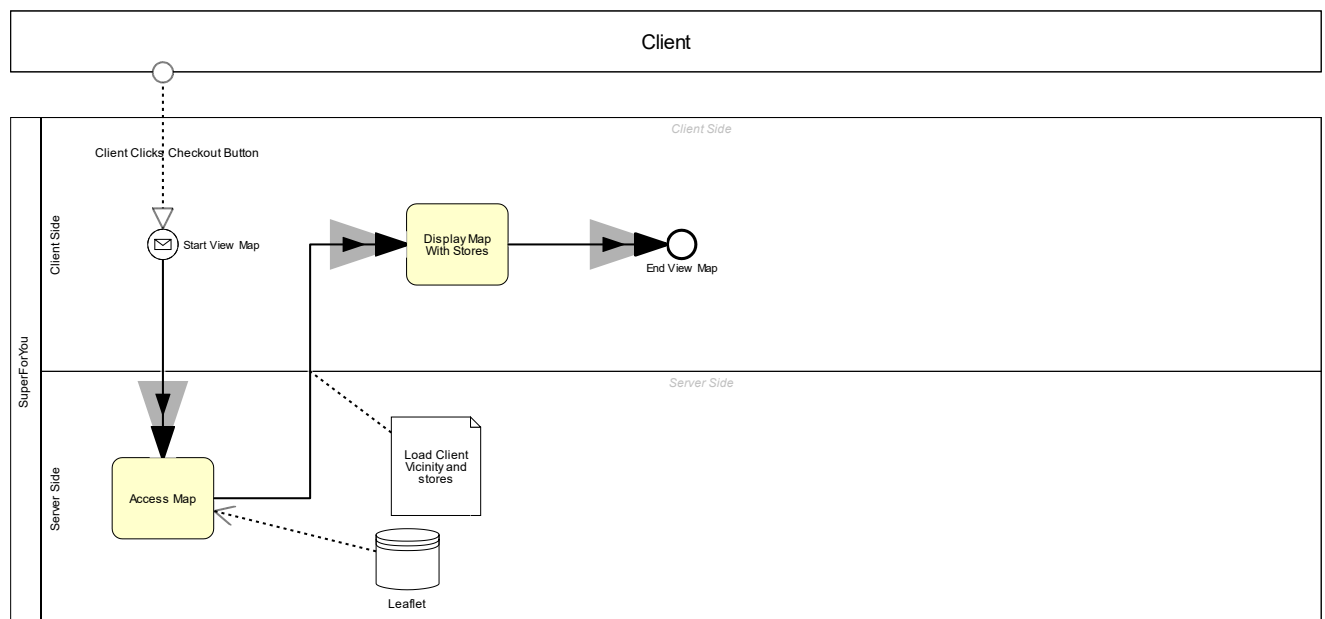 Client
Client Side
Client Clicks Checkout Button
Client Side
Start View Map
Display Map
With Stores
End View Map
SuperForYou
Server Side
Server Side
Load Client
Vicinity and
stores
Access Map
Leaflet